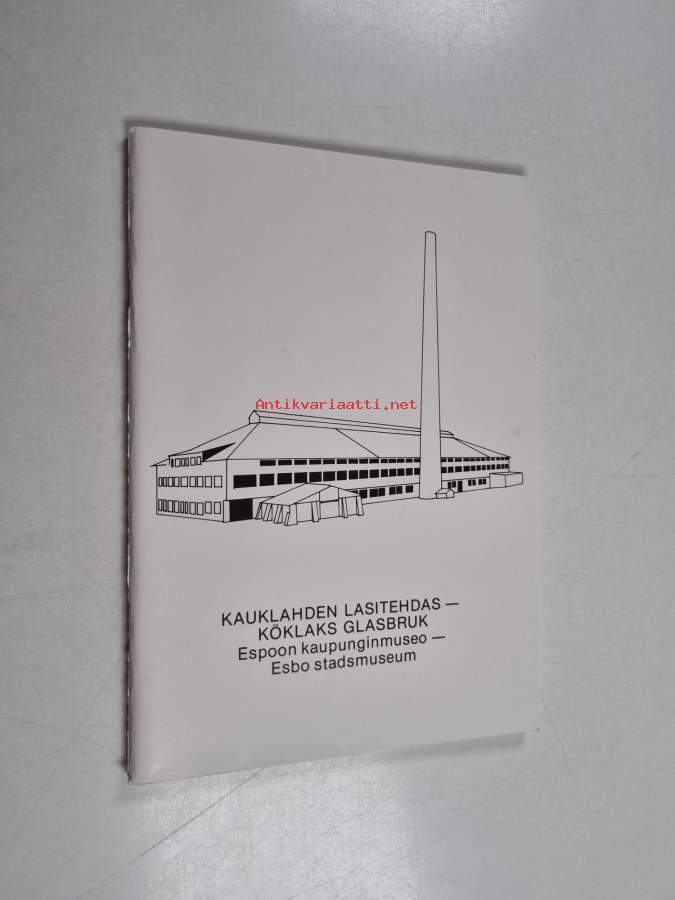 Antikvariaatti.net
KAUKLAHDEN LASITEHDAS —
KÖKLAKS GLASBRUK
Espoon kaupunginmuseo —
Esbo stadsmuseum